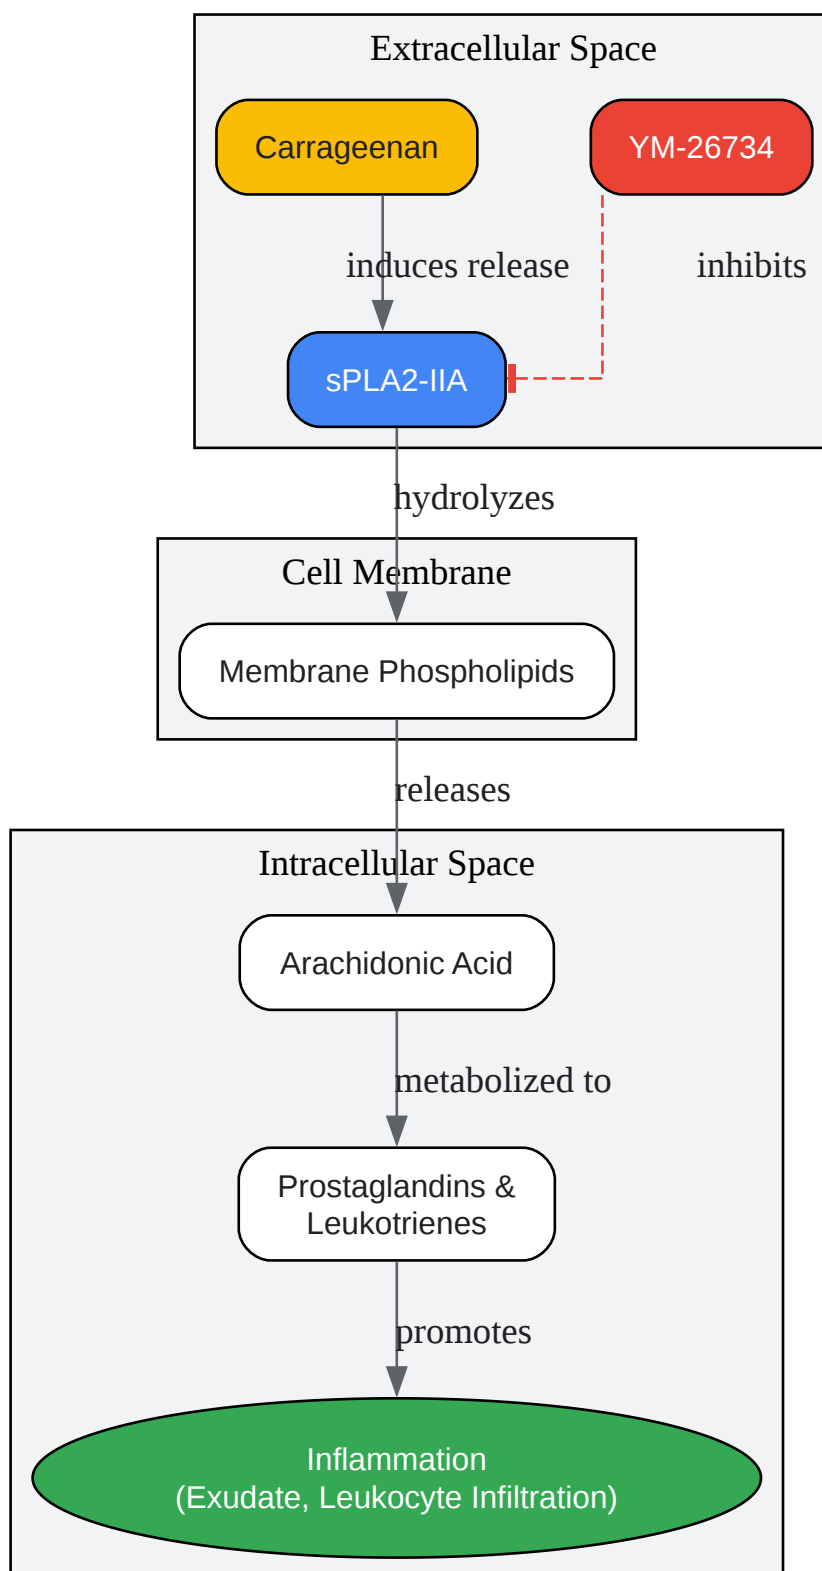 Extracellular Space
Carrageenan
YM-26734
induces release
inhibits
sPLA2-IIA
hydrolyzes
Cell Membrane
Membrane Phospholipids
releases
Intracellular Space
Arachidonic Acid
metabolized to
Prostaglandins &
Leukotrienes
promotes
Inflammation
(Exudate, Leukocyte Infiltration)